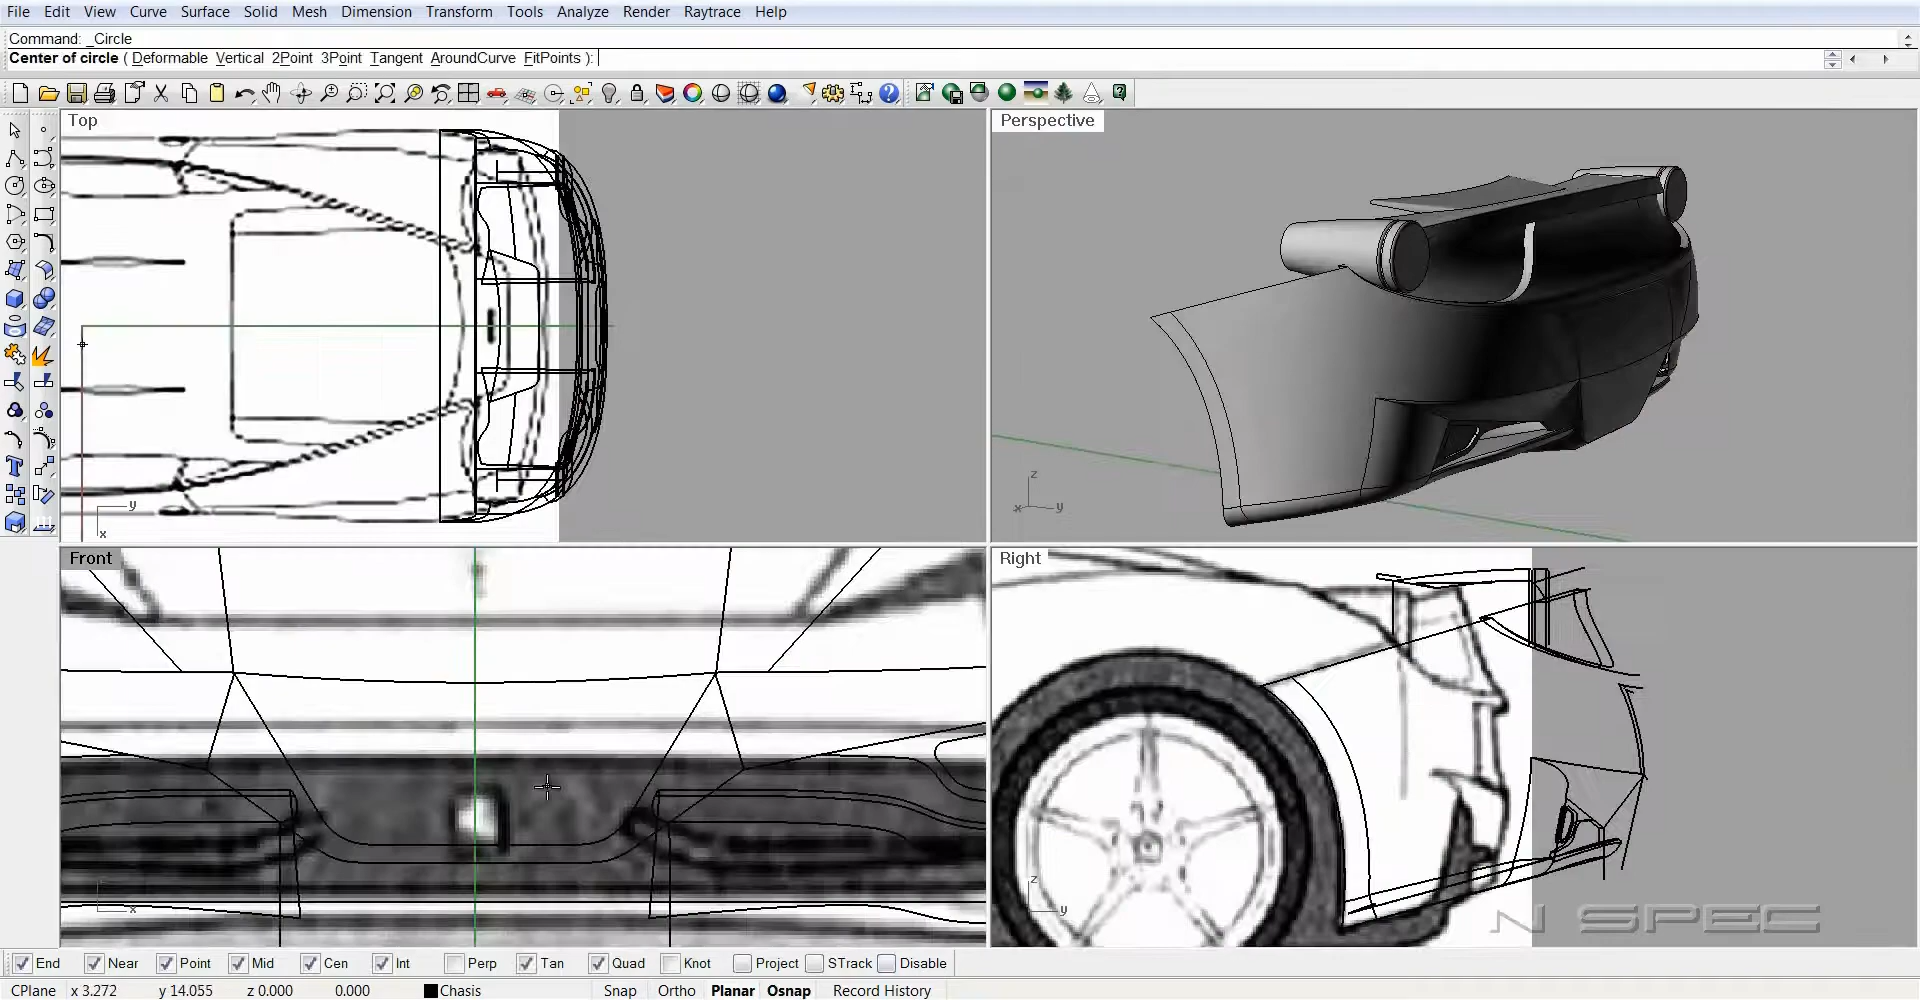 File Edit View Curve Surface Solid Mesh Dimension Transform Tools Analyze Render Raytrace Help
Command: _Circle
Center of circle ( Deformable Vertical 2Point 3Point Tangent AroundCurve FitPoints ):
Top
Perspective
y
x
z
x
y
Front
Right
x
z
y
N SPEC
End Near Point Mid Cen Int Perp Tan Quad Knot Project STrack Disable
CPlane x 3.272 y 14.055 z 0.000 0.000 Chasis Snap Ortho Planar Osnap Record History